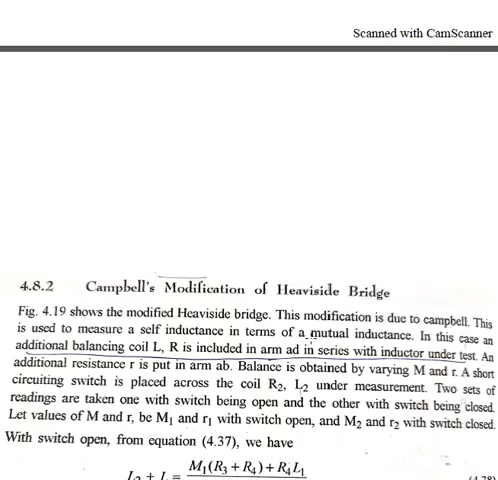 Scanned with CamScanner
4.8.2 Campbell's Modification of Heaviside Bridge
Fig. 4.19 shows the modified Heaviside bridge. This modification is due to campbell. This
is used to measure a self inductance in terms of a mutual inductance. In this case an
additional balancing coil L, R is included in arm ad in series with inductor under test. An
additional resistance r is put in arm ab. Balance is obtained by varying M and r. A short
circuiting switch is placed across the coil R₂, L₂ under measurement. Two sets of
readings are taken one with switch being open and the other with switch being closed.
Let values of M and r, be M₁ and r₁ with switch open, and M₂ and r₂ with switch closed.
With switch open, from equation (4.37), we have
L₂ + L = M₁(R₃ + R₄) + R₄L₁